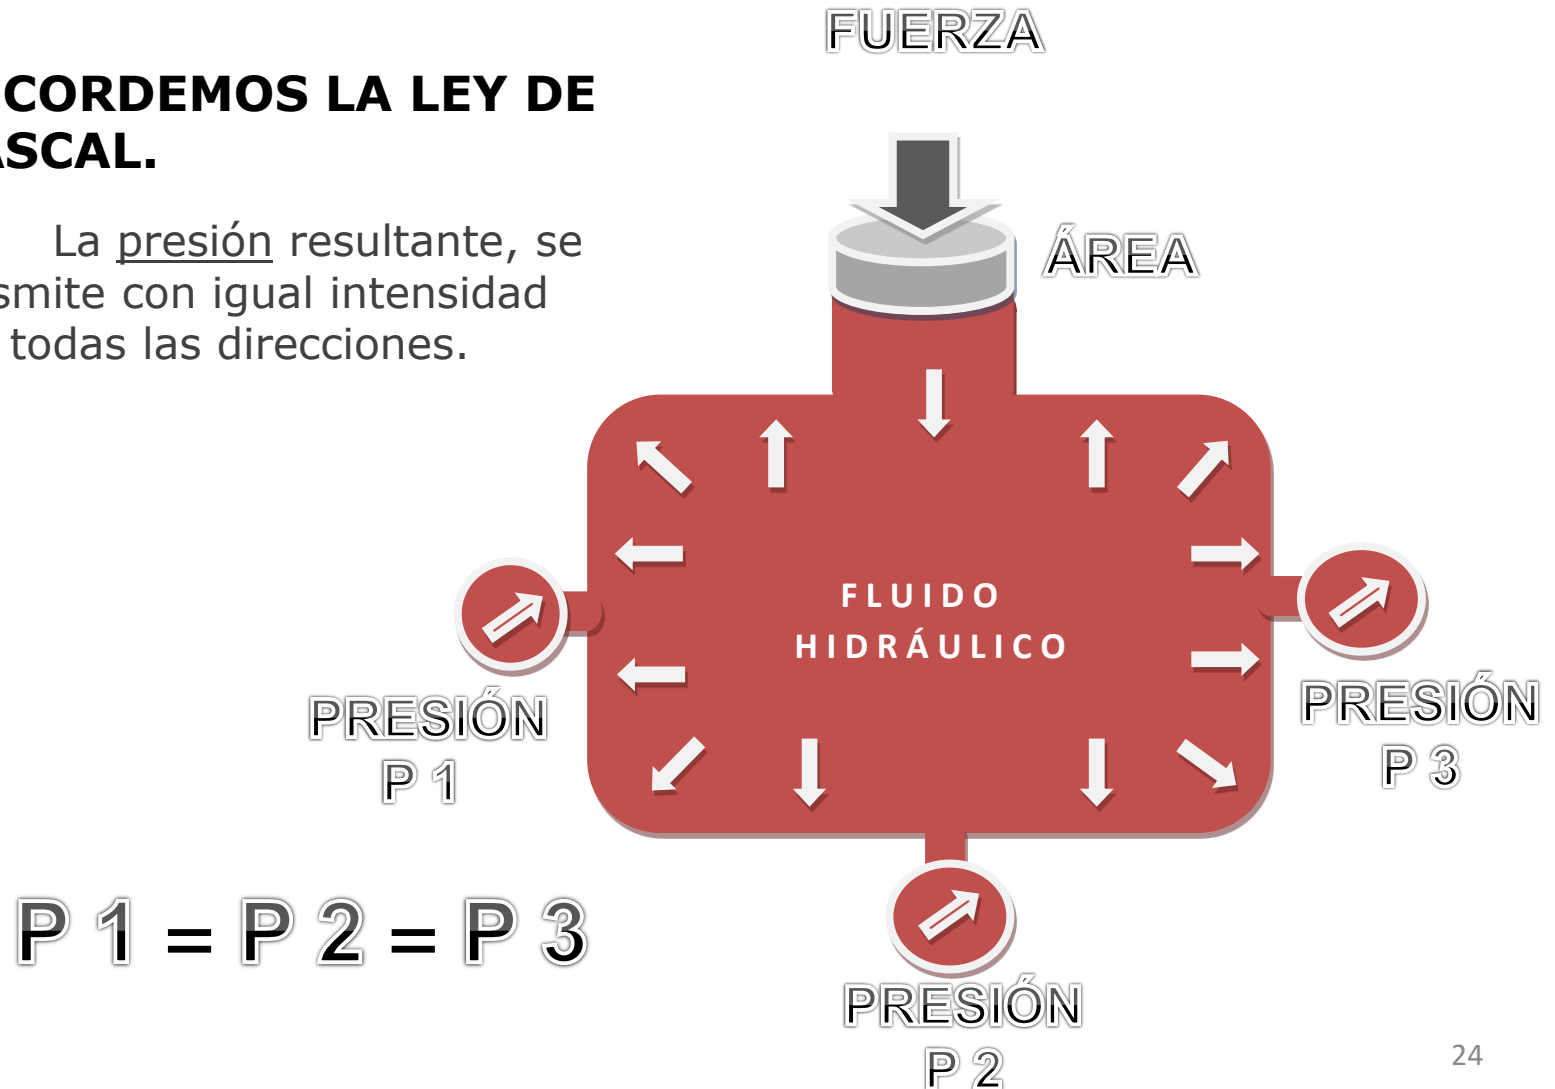 FUERZA
CORDEMOS LA LEY DE
ASCAL.
La presión resultante, se
smite con igual intensidad
todas las direcciones.
ÁREA
FLUIDO
HIDRÁULICO
PRESIÓN
P 1
PRESIÓN
P 3
P 1 = P 2 = P 3
PRESIÓN
P 2
24